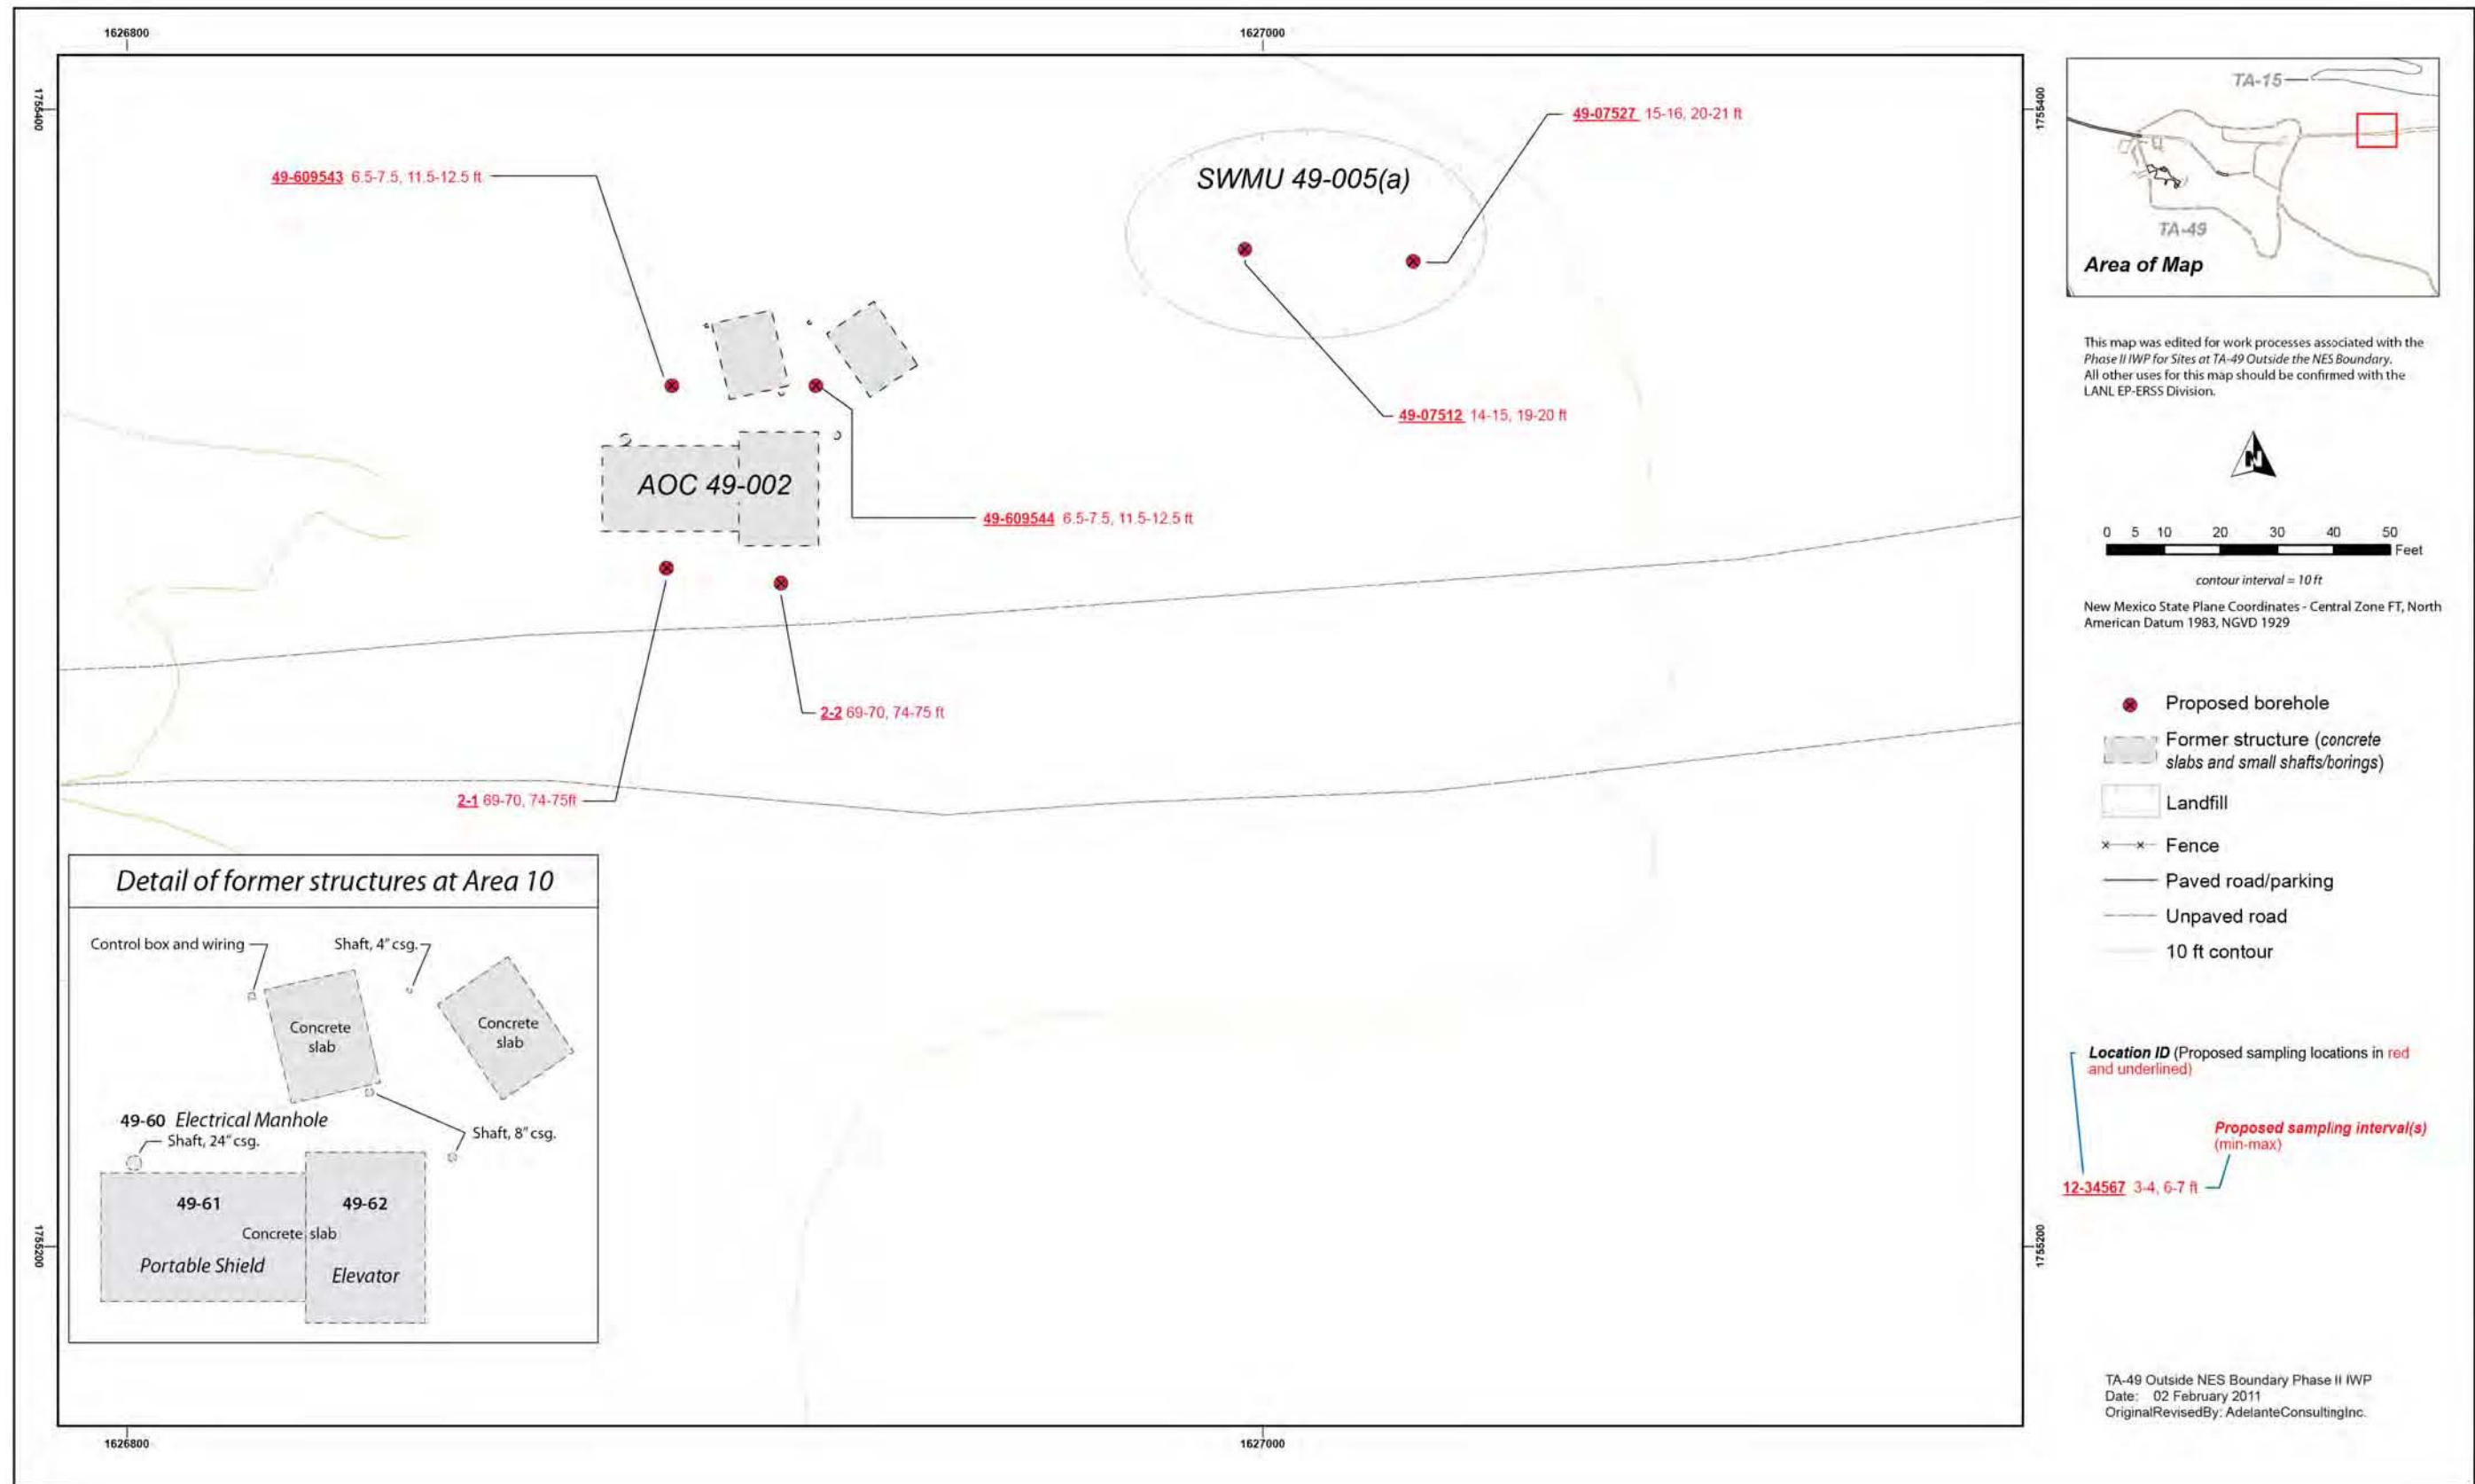 1626800
1627000
1755400
1755400
49-07527 15-16, 20-21 ft
SWMU 49-005(a)
49-609543 6.5-7.5, 11.5-12.5 ft
49-07512 14-15, 19-20 ft
AOC 49-002
49-609544 6.5-7.5, 11.5-12.5 ft
2-2 69-70, 74-75 ft
2-1 69-70, 74-75ft
Detail of former structures at Area 10
Control box and wiring
Shaft, 4" csg.
Concrete
slab
Concrete
slab
49-60 Electrical Manhole
Shaft, 24" csg.
Shaft, 8" csg.
49-61
49-62
Concrete slab
Portable Shield
Elevator
1755200
1755200
1626800
1627000
TA-15
TA-49
Area of Map
This map was edited for work processes associated with the
Phase II IWP for Sites at TA-49 Outside the NES Boundary.
All other uses for this map should be confirmed with the
LANL EP-ERSS Division.
N
0 5 10 20 30 40 50
Feet
contour interval = 10 ft
New Mexico State Plane Coordinates - Central Zone FT, North
American Datum 1983, NGVD 1929
Proposed borehole
Former structure (concrete
slabs and small shafts/borings)
Landfill
Fence
Paved road/parking
Unpaved road
10 ft contour
Location ID (Proposed sampling locations in red
and underlined)
Proposed sampling interval(s)
(min-max)
12-34567 3-4, 6-7 ft
TA-49 Outside NES Boundary Phase II IWP
Date: 02 February 2011
OriginalRevisedBy: AdelanteConsultingInc.